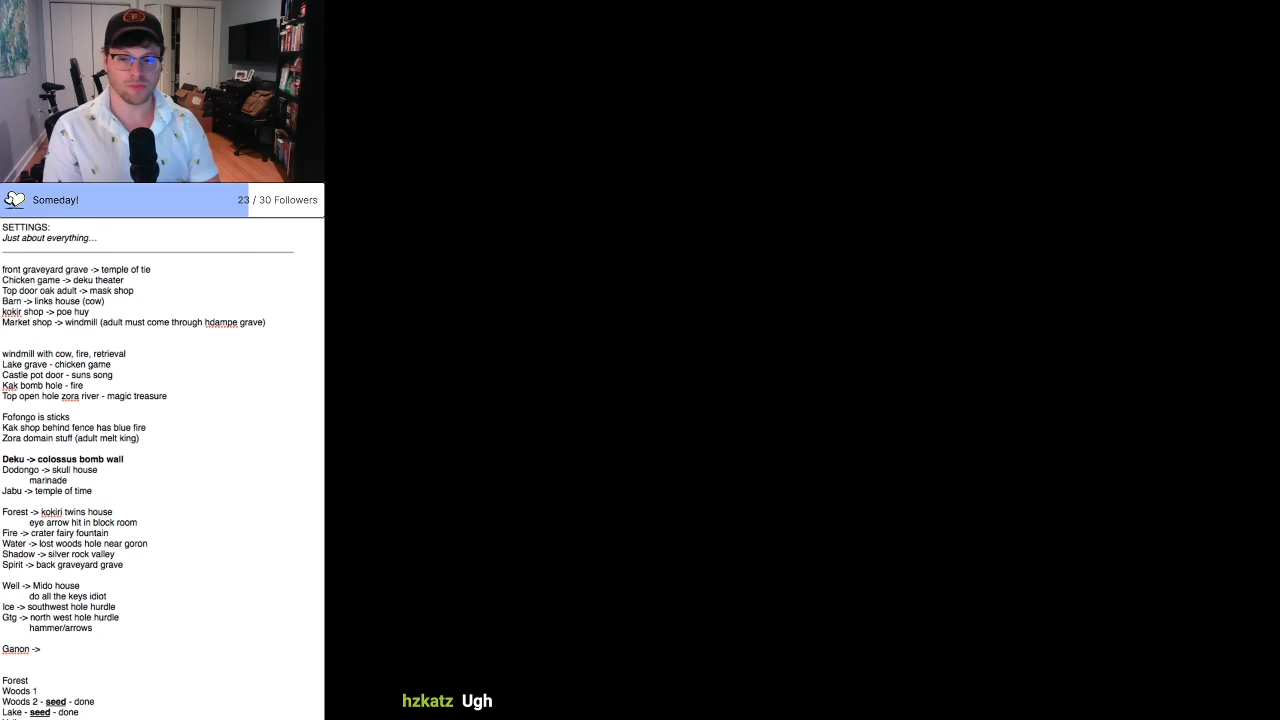 Someday!
23 / 30 Followers
SETTINGS:
Just about everything…
front graveyard grave -> temple of tie
Chicken game -> deku theater
Top door oak adult -> mask shop
Barn -> links house (cow)
kokir shop -> poe huy
Market shop -> windmill (adult must come through hdampe grave)
windmill with cow, fire, retrieval
Lake grave - chicken game
Castle pot door - suns song
Kak bomb hole - fire
Top open hole zora river - magic treasure
Fofongo is sticks
Kak shop behind fence has blue fire
Zora domain stuff (adult melt king)
Deku -> colossus bomb wall
Dodongo -> skull house
marinade
Jabu -> temple of time
Forest -> kokiri twins house
eye arrow hit in block room
Fire -> crater fairy fountain
Water -> lost woods hole near goron
Shadow -> silver rock valley
Spirit -> back graveyard grave
Well -> Mido house
do all the keys idiot
Ice -> southwest hole hurdle
Gtg -> north west hole hurdle
hammer/arrows
Ganon ->
Forest
Woods 1
Woods 2 - seed - done
Lake - seed - done
hzkatz Ugh